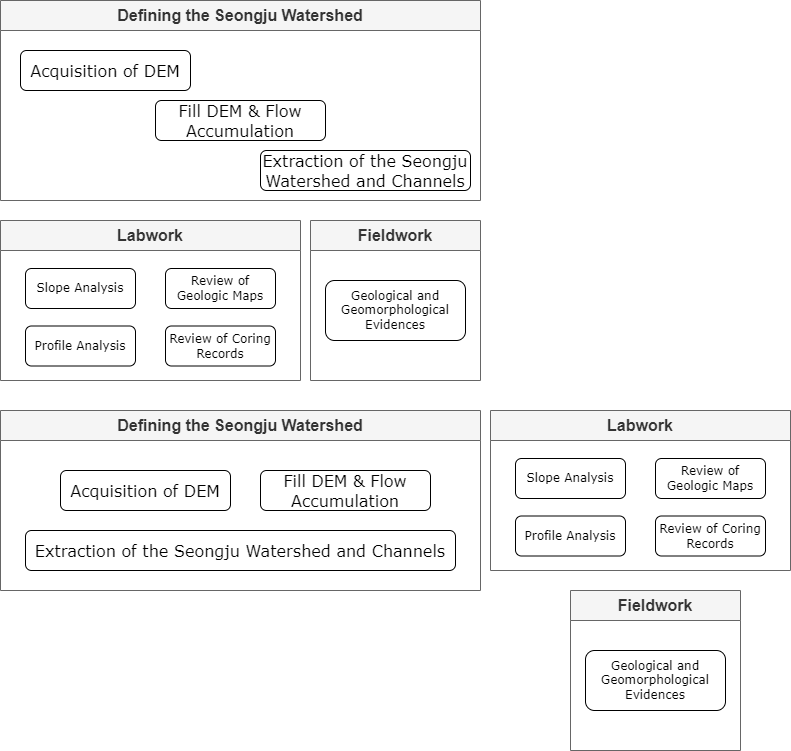 Defining the Seongju Watershed
Acquisition of DEM
Fill DEM & Flow
Accumulation
Extraction of the Seongju
Watershed and Channels
Labwork
Slope Analysis
Review of
Geologic Maps
Profile Analysis
Review of Coring
Records
Fieldwork
Geological and
Geomorphological
Evidences
Defining the Seongju Watershed
Acquisition of DEM
Fill DEM & Flow
Accumulation
Extraction of the Seongju Watershed and Channels
Labwork
Slope Analysis
Review of
Geologic Maps
Profile Analysis
Review of Coring
Records
Fieldwork
Geological and
Geomorphological
Evidences